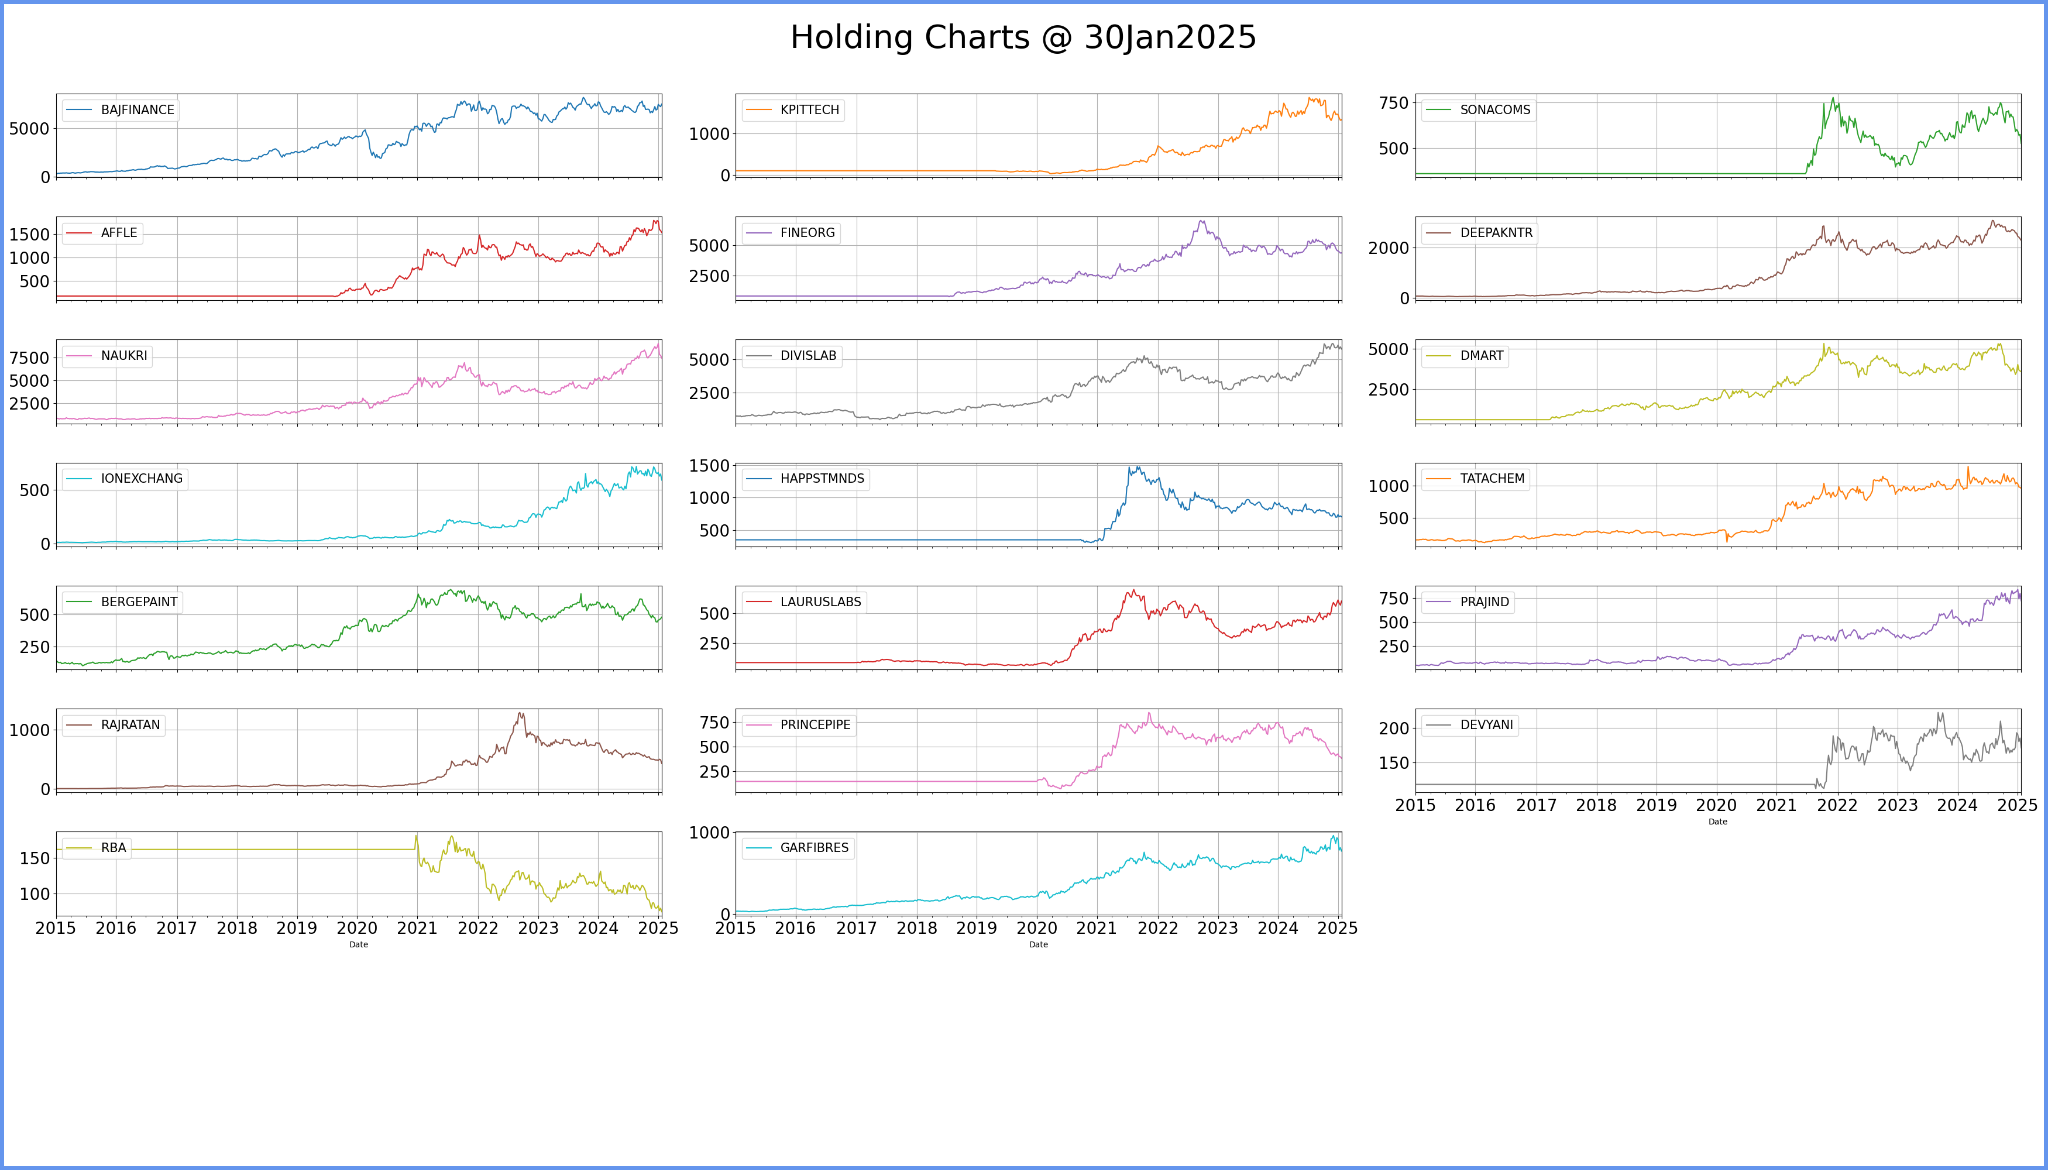 Holding Charts @ 30Jan2025
BAJFINANCE
5000
0
KPITTECH
1000
0
SONACOMS
750
500
AFFLE
1500
1000
500
FINEORG
5000
2500
DEEPAKNTR
2000
0
NAUKRI
7500
5000
2500
DIVISLAB
5000
2500
DMART
5000
2500
IONEXCHANG
500
0
HAPPSTMNDS
1500
1000
500
TATACHEM
1000
500
BERGEPAINT
500
250
LAURUSLABS
500
250
PRAJIND
750
500
250
RAJRATAN
1000
0
PRINCEPIPE
750
500
250
DEVYANI
200
150
2015 2016 2017 2018 2019 2020 2021 2022 2023 2024 2025
Date
RBA
150
100
2015 2016 2017 2018 2019 2020 2021 2022 2023 2024 2025
Date
GARFIBRES
1000
500
0
2015 2016 2017 2018 2019 2020 2021 2022 2023 2024 2025
Date